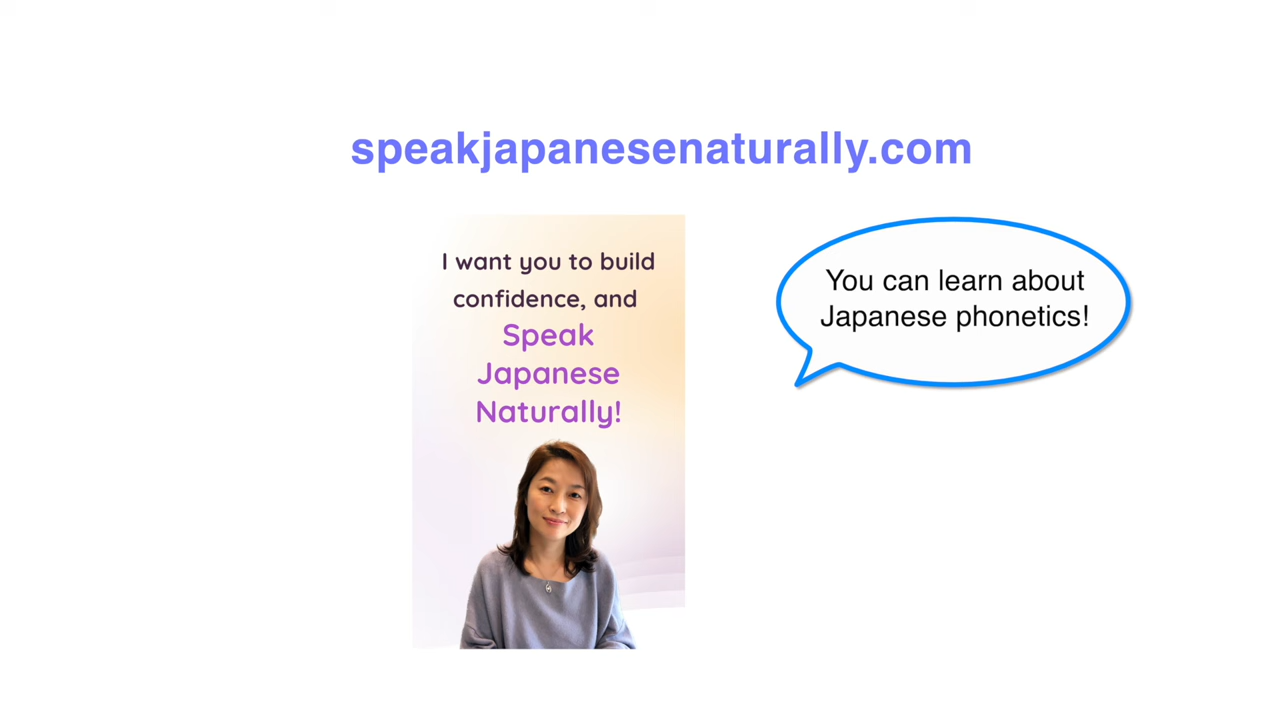 speakjapanesenaturally.com
I want you to build
confidence, and
Speak
Japanese
Naturally!
You can learn about
Japanese phonetics!